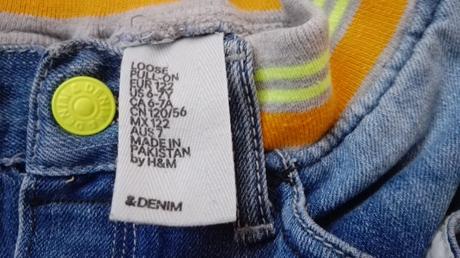 LOOSE
PULL-ON
EUR 122
US 6-7Y
CA 6-7A
CN 120/56
MX 122
AUS 7
MADE IN
PAKISTAN
by H&M
&DENIM